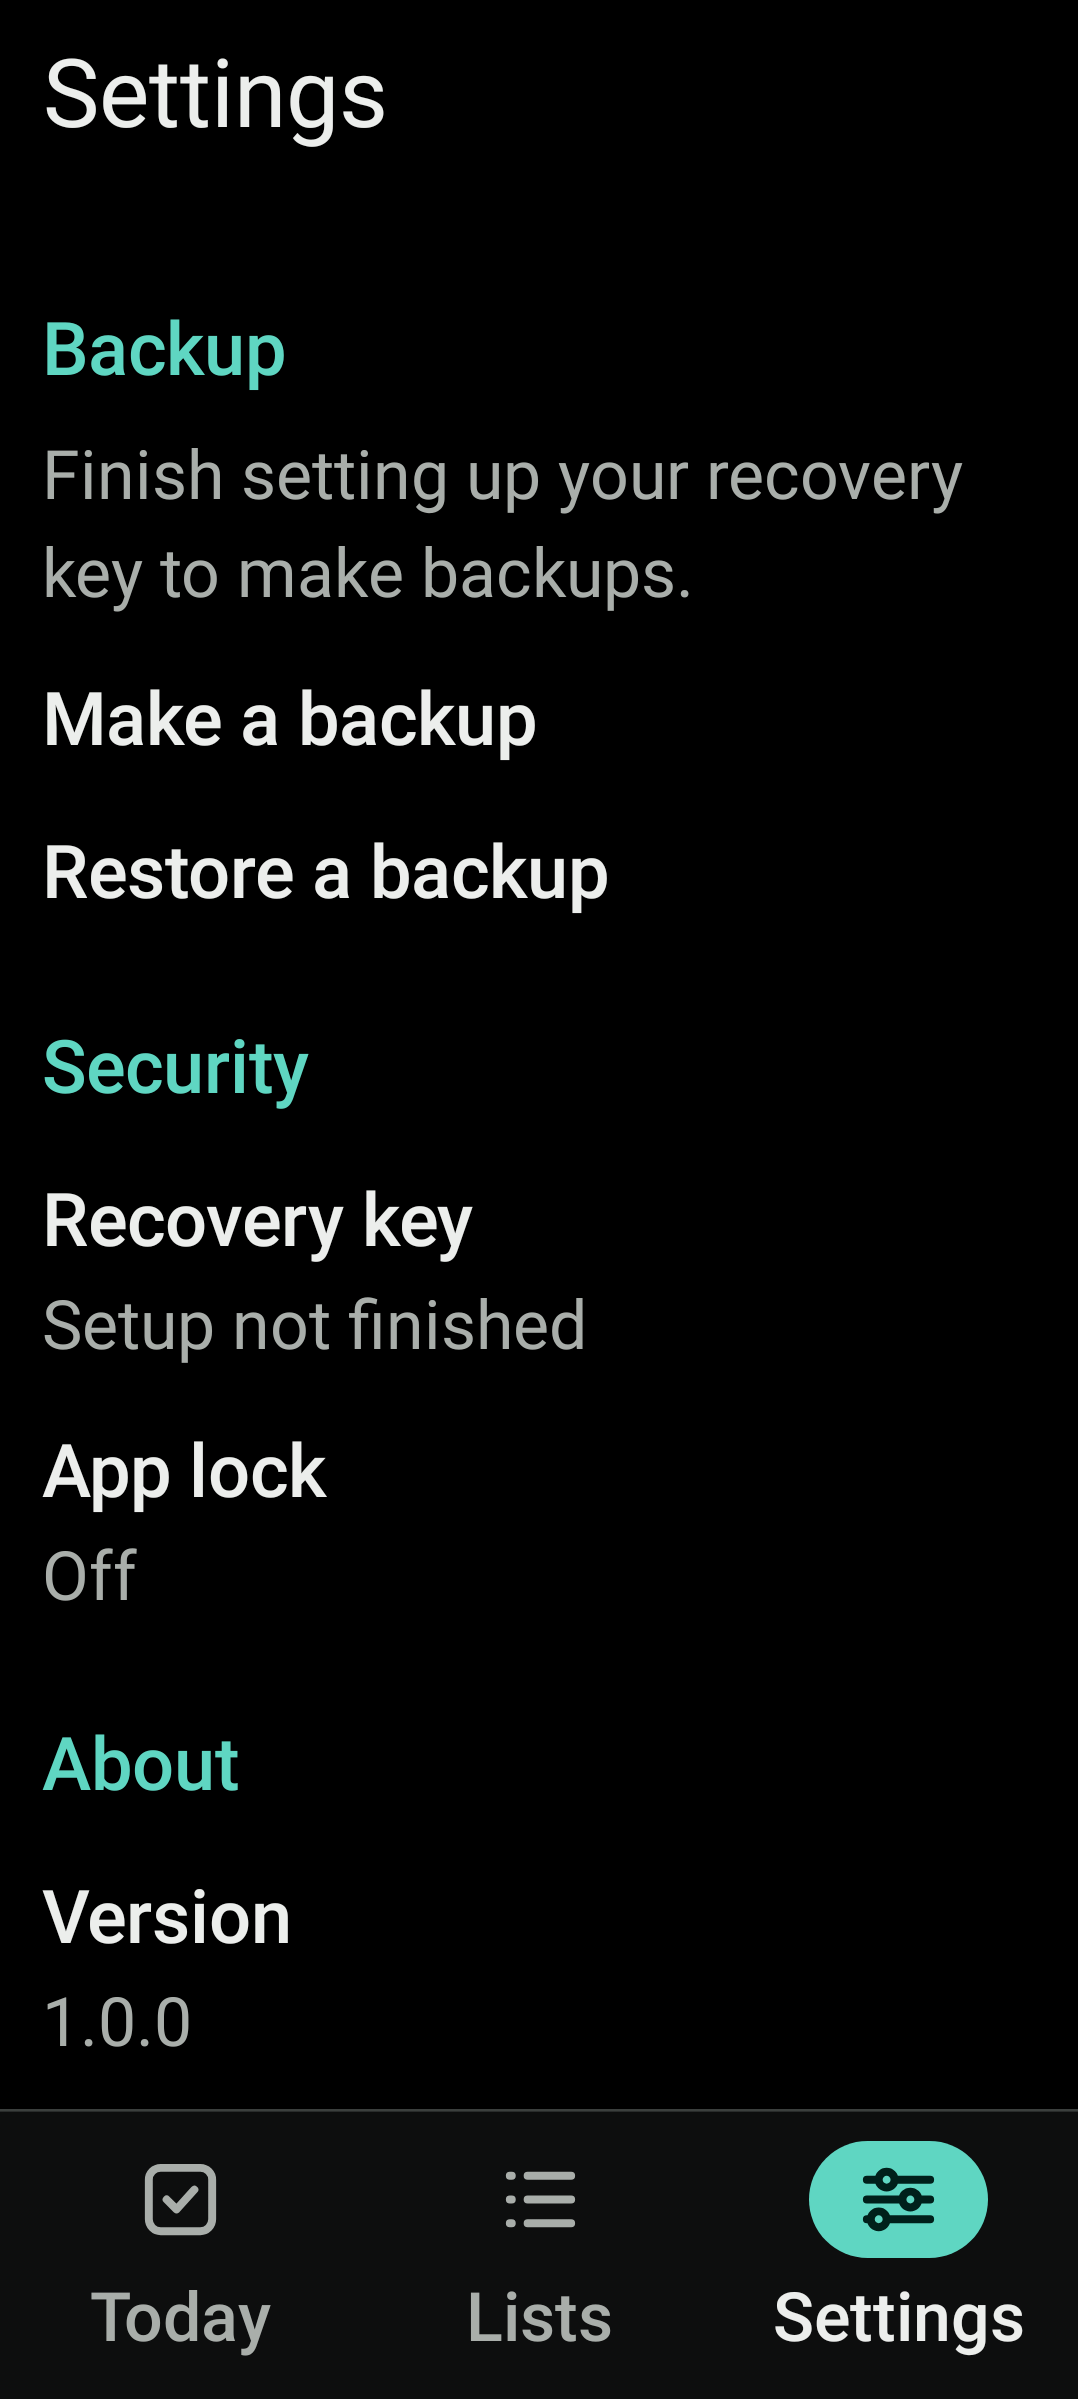 Settings
Backup
Finish setting up your recovery
key to make backups.
Make a backup
Restore a backup
Security
Recovery key
Setup not finished
App lock
Off
About
Version
1.0.0
Today
Lists
Settings